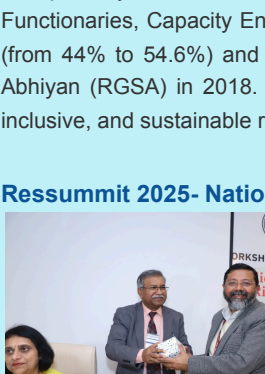 Functionaries, Capacity En
(from 44% to 54.6%) and
Abhiyan (RGSA) in 2018.
inclusive, and sustainable r
Ressummit 2025- Natio
ORKSH